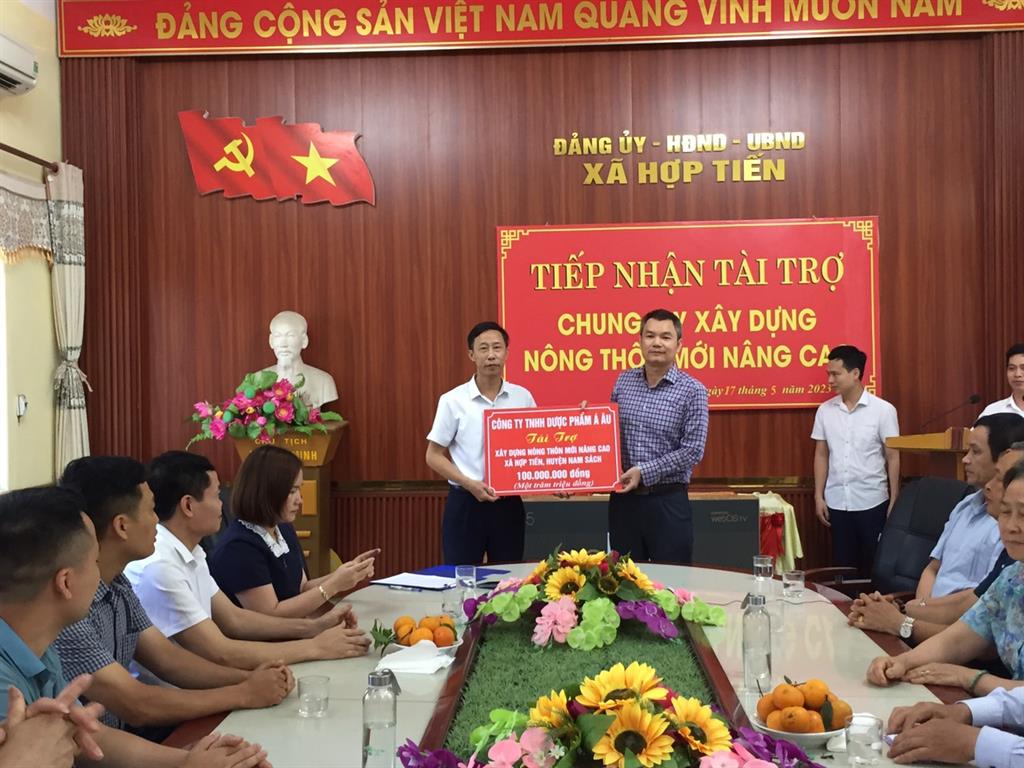 ĐẢNG CỘNG SẢN VIỆT NAM QUANG VINH MUÔN NĂM
ĐẢNG ỦY - HĐND - UBND
XÃ HỢP TIẾN
TIẾP NHẬN TÀI TRỢ
CHUNG XÂY DỰNG
NÔNG MỚI NÂNG
17 tháng 5 năm 2023
CÔNG TY TNHH DƯỢC PHẨM Á ÂU
Tài Trợ
XÂY DỰNG NÔNG THÔN MỚI NÂNG CAO
XÃ HỢP TIẾN, HUYỆN NAM SÁCH
100.000.000 đồng
(Một trăm triệu đồng)
CHỦ TỊCH